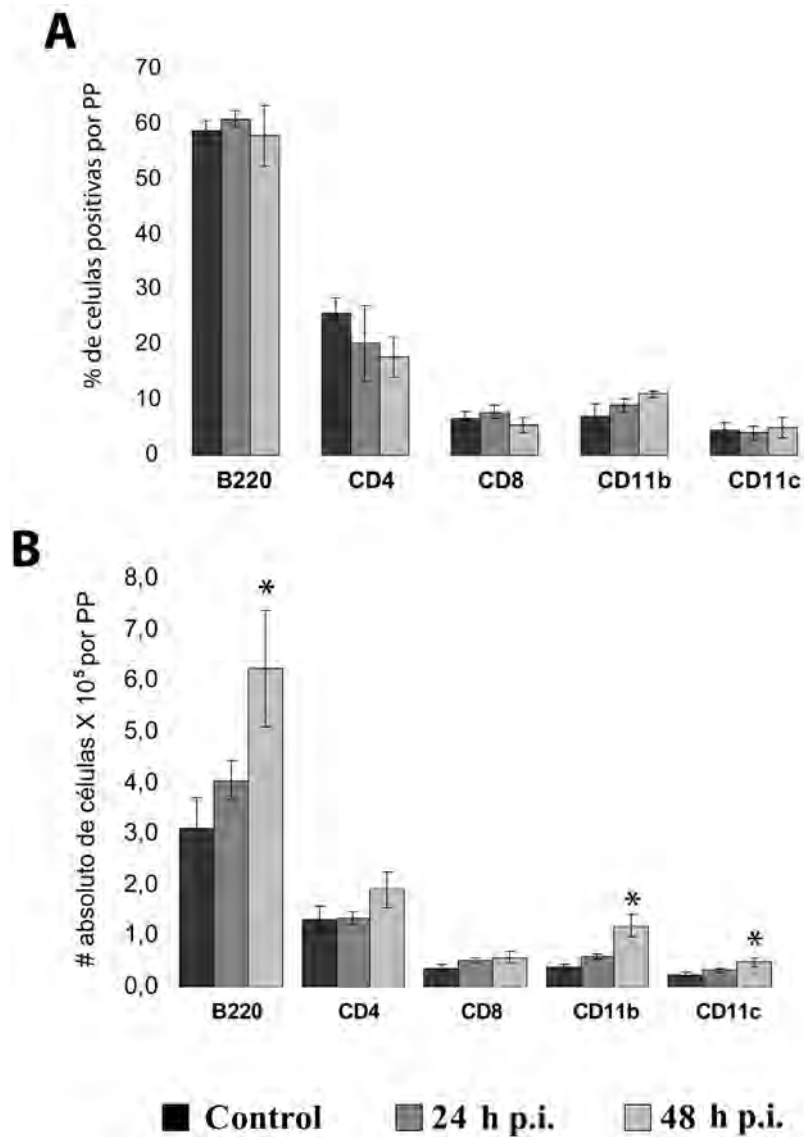 A
% de celulas positivas por PP
70
60
50
40
30
20
10
0
B220 CD4 CD8 CD11b CD11c
B
# absoluto de células X 10⁵ por PP
8,0
7,0
6,0
5,0
4,0
3,0
2,0
1,0
0,0
*
*
*
B220 CD4 CD8 CD11b CD11c
Control 24 h p.i. 48 h p.i.